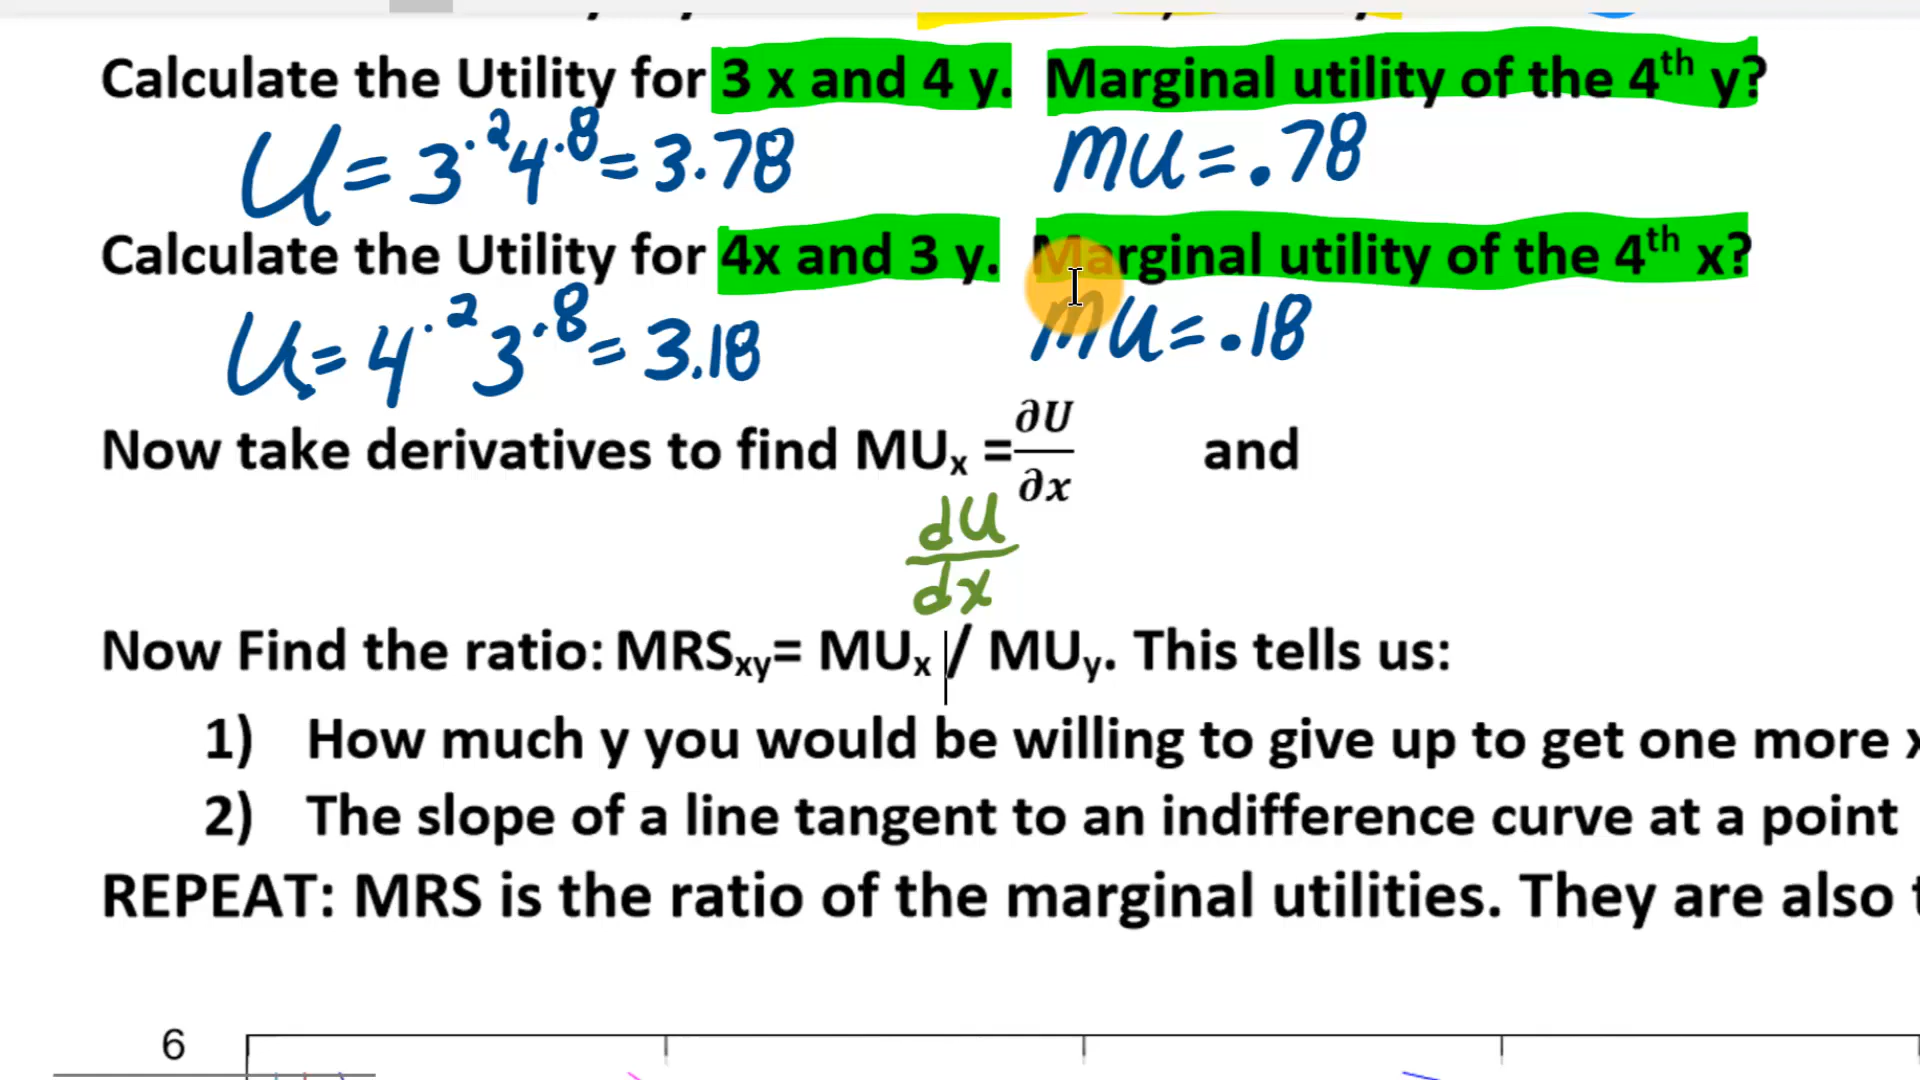 Calculate the Utility for 3 x and 4 y. Marginal utility of the 4th y?
U = 3^.2 4^.8 = 3.78 MU = .78
Calculate the Utility for 4x and 3 y. Marginal utility of the 4th x?
U = 4^.2 3^.8 = 3.18 MU = .18
Now take derivatives to find MUx = ∂U/∂x and
dU/dx
Now Find the ratio: MRSxy= MUx / MUy. This tells us:
1) How much y you would be willing to give up to get one more
2) The slope of a line tangent to an indifference curve at a point
REPEAT: MRS is the ratio of the marginal utilities. They are also
6